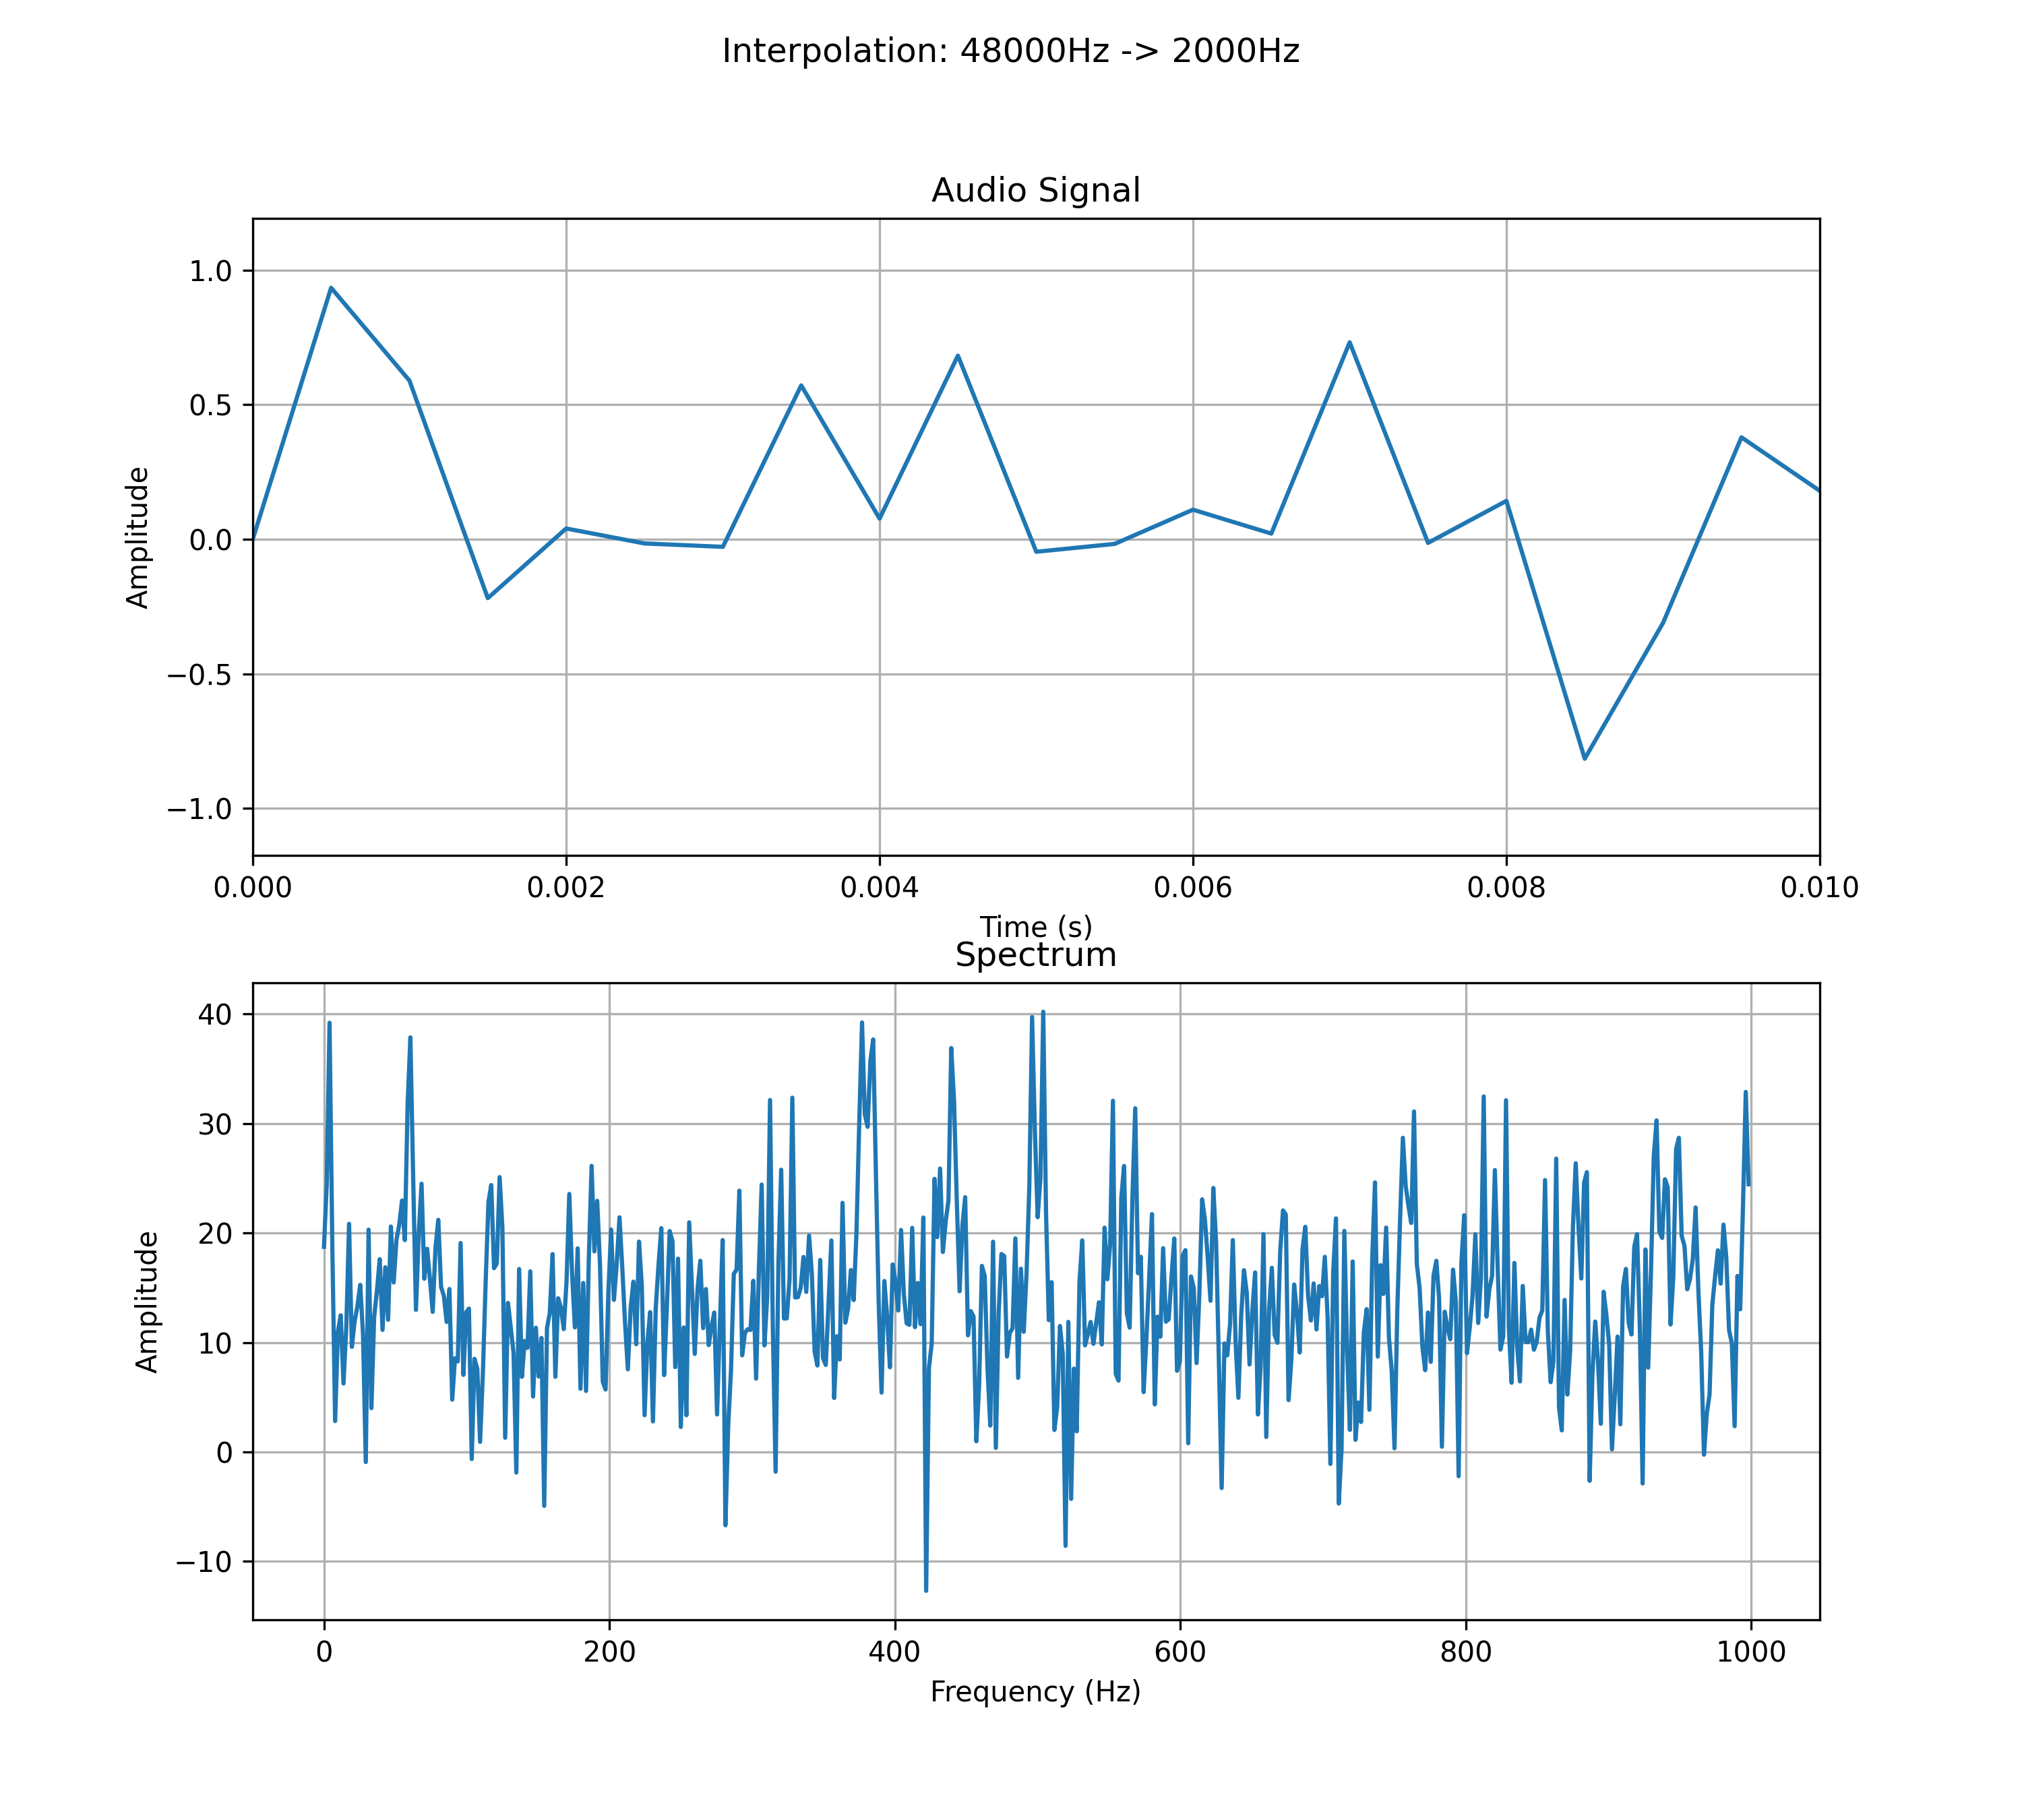 Interpolation: 48000Hz -> 2000Hz
Audio Signal
1.0
0.5
0.0
−0.5
−1.0
Amplitude
0.000 0.002 0.004 0.006 0.008 0.010
Time (s)
Spectrum
40
30
20
10
0
−10
Amplitude
0 200 400 600 800 1000
Frequency (Hz)